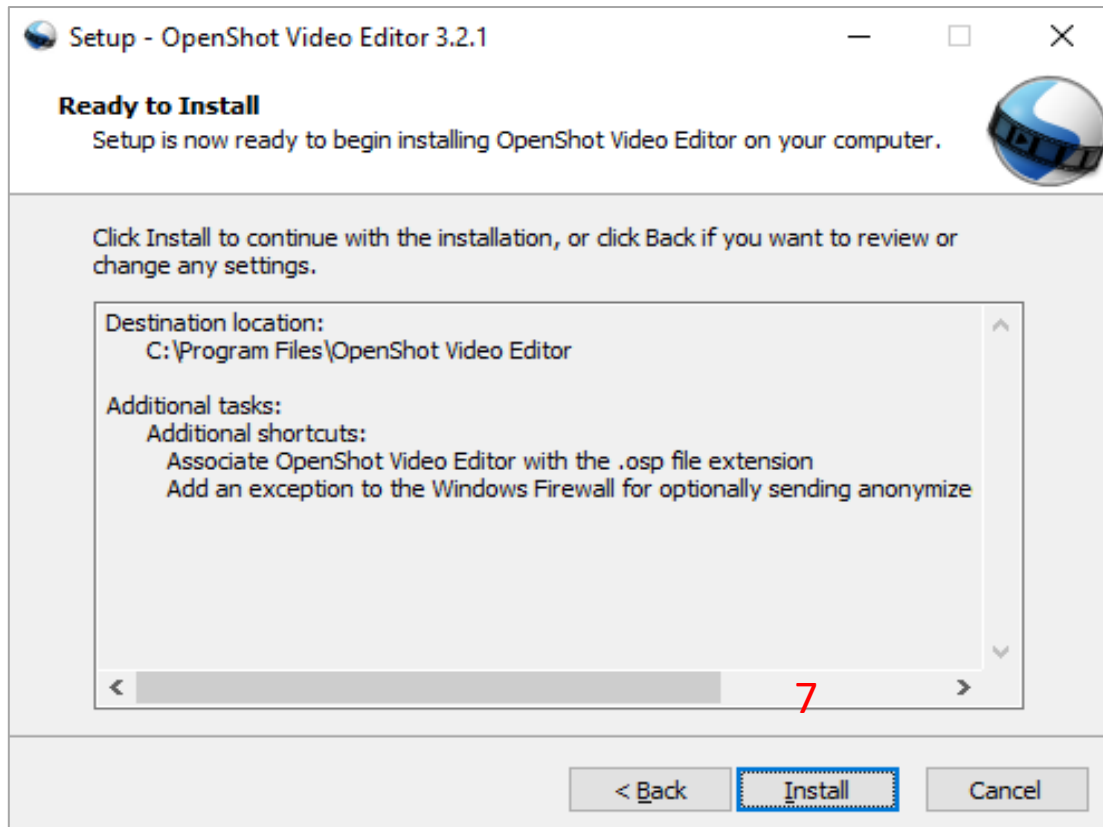 Setup - OpenShot Video Editor 3.2.1
Ready to Install
Setup is now ready to begin installing OpenShot Video Editor on your computer.
Click Install to continue with the installation, or click Back if you want to review or
change any settings.
Destination location:
C:\Program Files\OpenShot Video Editor
Additional tasks:
Additional shortcuts:
Associate OpenShot Video Editor with the .osp file extension
Add an exception to the Windows Firewall for optionally sending anonymize
7
< Back Install Cancel